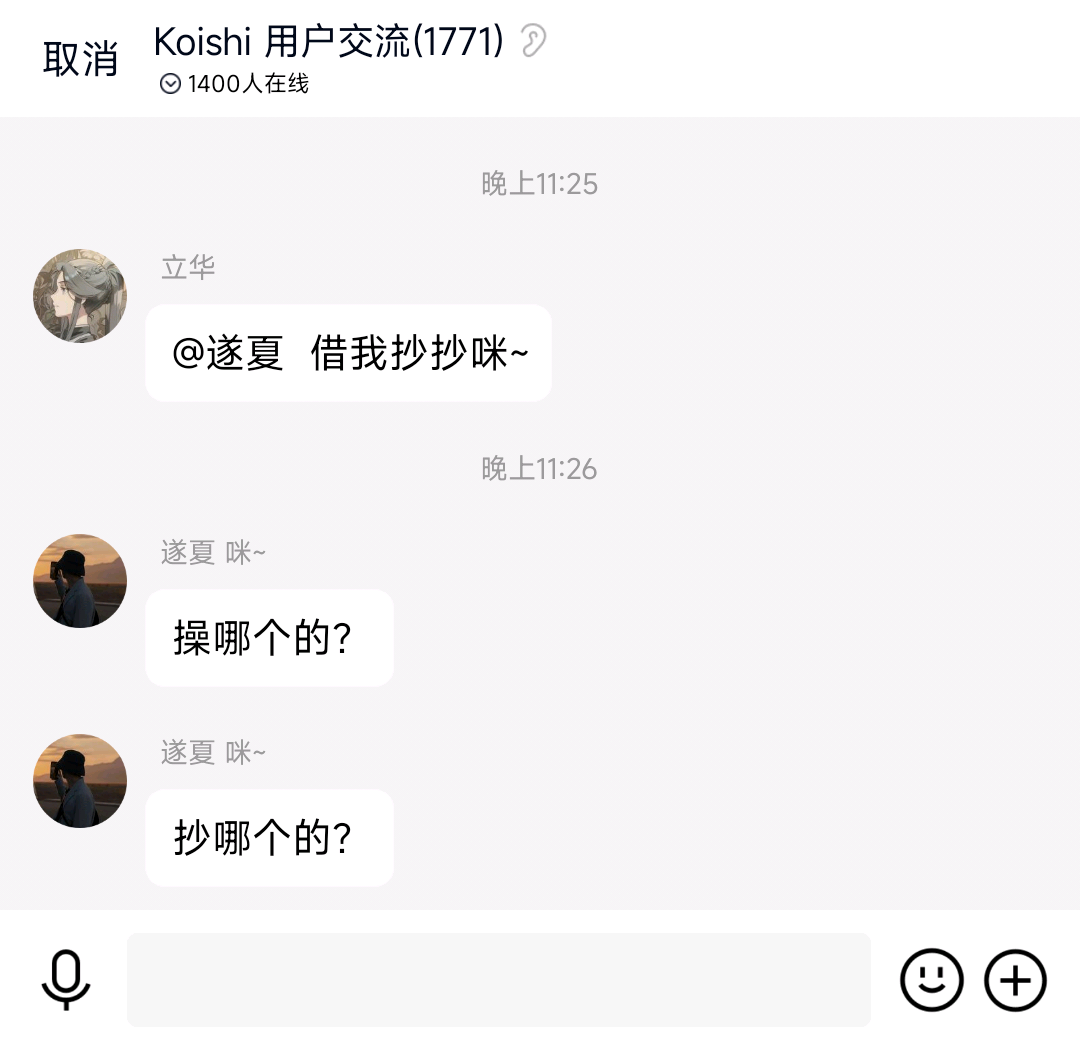 取消
Koishi 用户交流(1771)
1400人在线
晚上11:25
立华
@遂夏 借我抄抄咪~
晚上11:26
遂夏 咪~
操哪个的?
遂夏 咪~
抄哪个的?